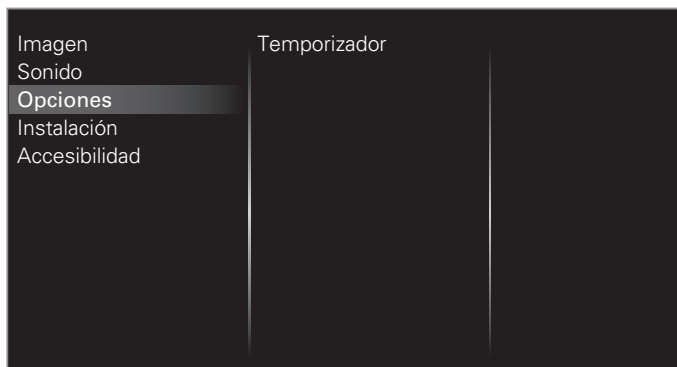 Imagen
Sonido
Opciones
Instalación
Accesibilidad
Temporizador